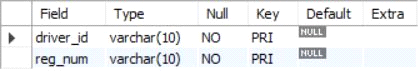 Field Type Null Key Default Extra
driver_id varchar(10) NO PRI NULL
reg_num varchar(10) NO PRI NULL